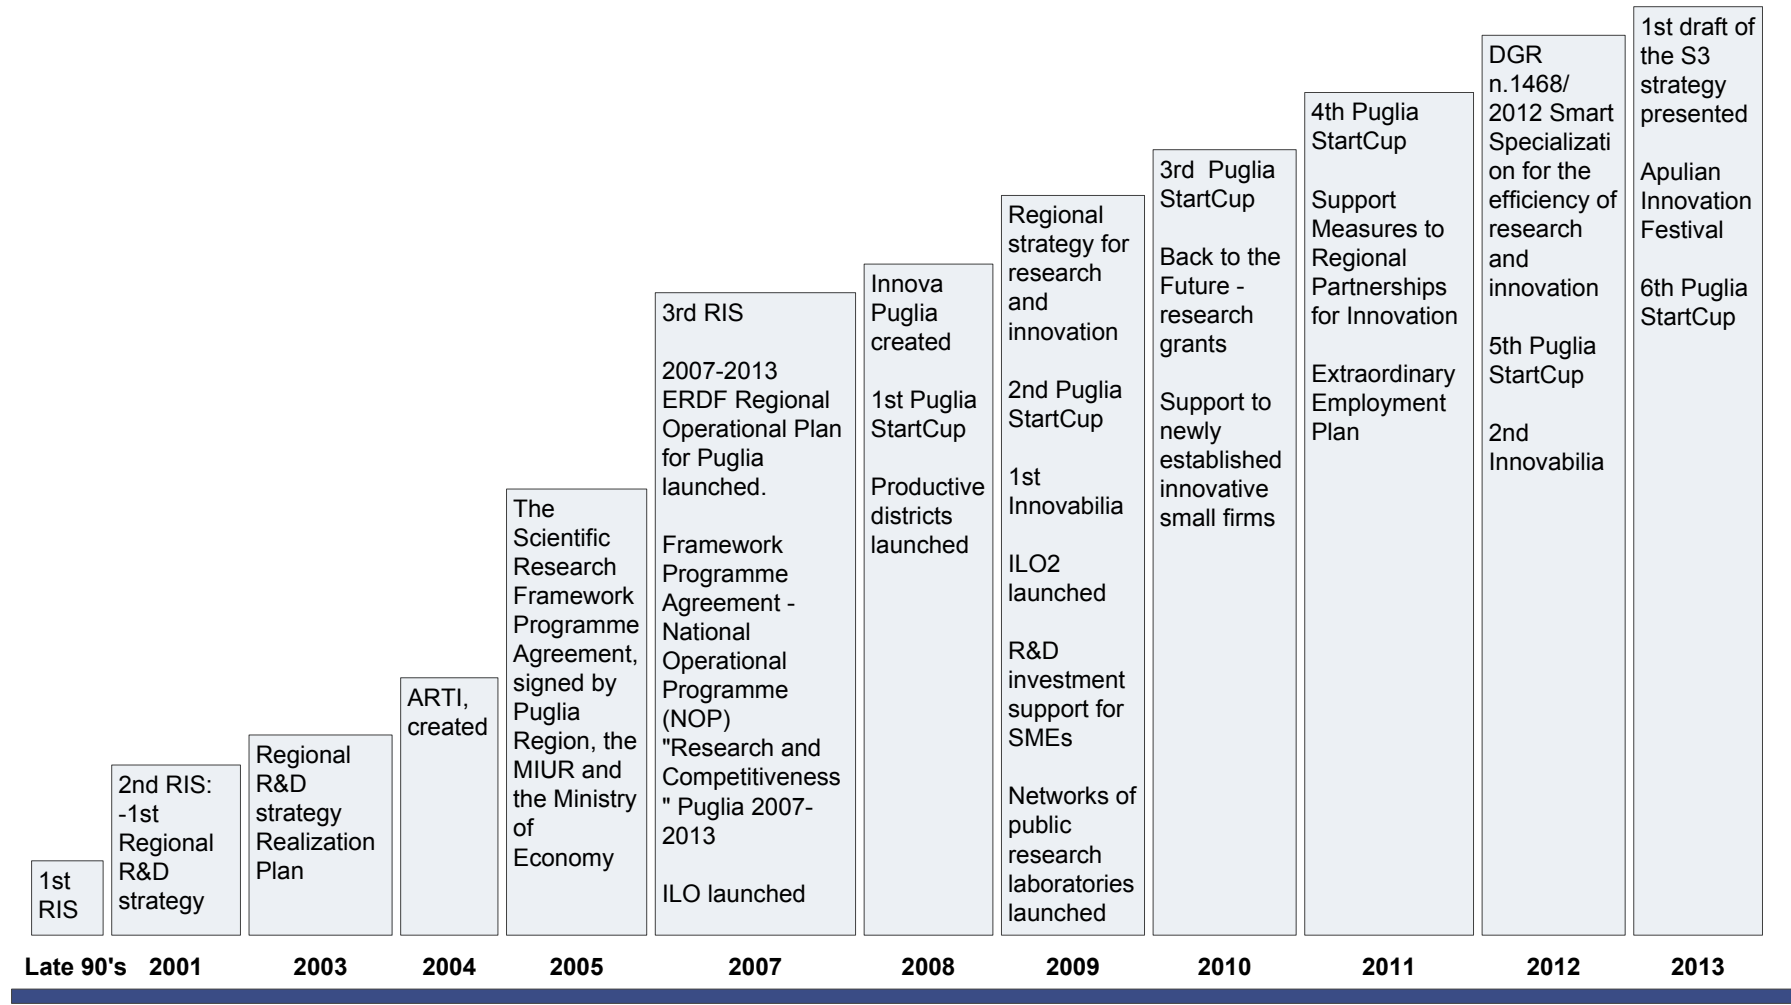 1st
RIS
2nd RIS:
-1st
Regional
R&D
strategy
Regional
R&D
strategy
Realization
Plan
ARTI,
created
The
Scientific
Research
Framework
Programme
Agreement,
signed by
Puglia
Region, the
MIUR and
the Ministry
of
Economy
3rd RIS
2007-2013
ERDF Regional
Operational Plan
for Puglia
launched.
Framework
Programme
Agreement -
National
Operational
Programme
(NOP)
"Research and
Competitiveness
" Puglia 2007-
2013
ILO launched
Innova
Puglia
created
1st Puglia
StartCup
Productive
districts
launched
Regional
strategy for
research
and
innovation
2nd Puglia
StartCup
1st
Innovabilia
ILO2
launched
R&D
investment
support for
SMEs
Networks of
public
research
laboratories
launched
3rd  Puglia
StartCup
Back to the
Future -
research
grants
Support to
newly
established
innovative
small firms
4th Puglia
StartCup
Support
Measures to
Regional
Partnerships
for Innovation
Extraordinary
Employment
Plan
DGR
n.1468/
2012 Smart
Specializati
on for the
efficiency of
research
and
innovation
5th Puglia
StartCup
2nd
Innovabilia
1st draft of
the S3
strategy
presented
Apulian
Innovation
Festival
6th Puglia
StartCup
Late 90's 2001 2003 2004 2005 2007 2008 2009 2010 2011 2012 2013